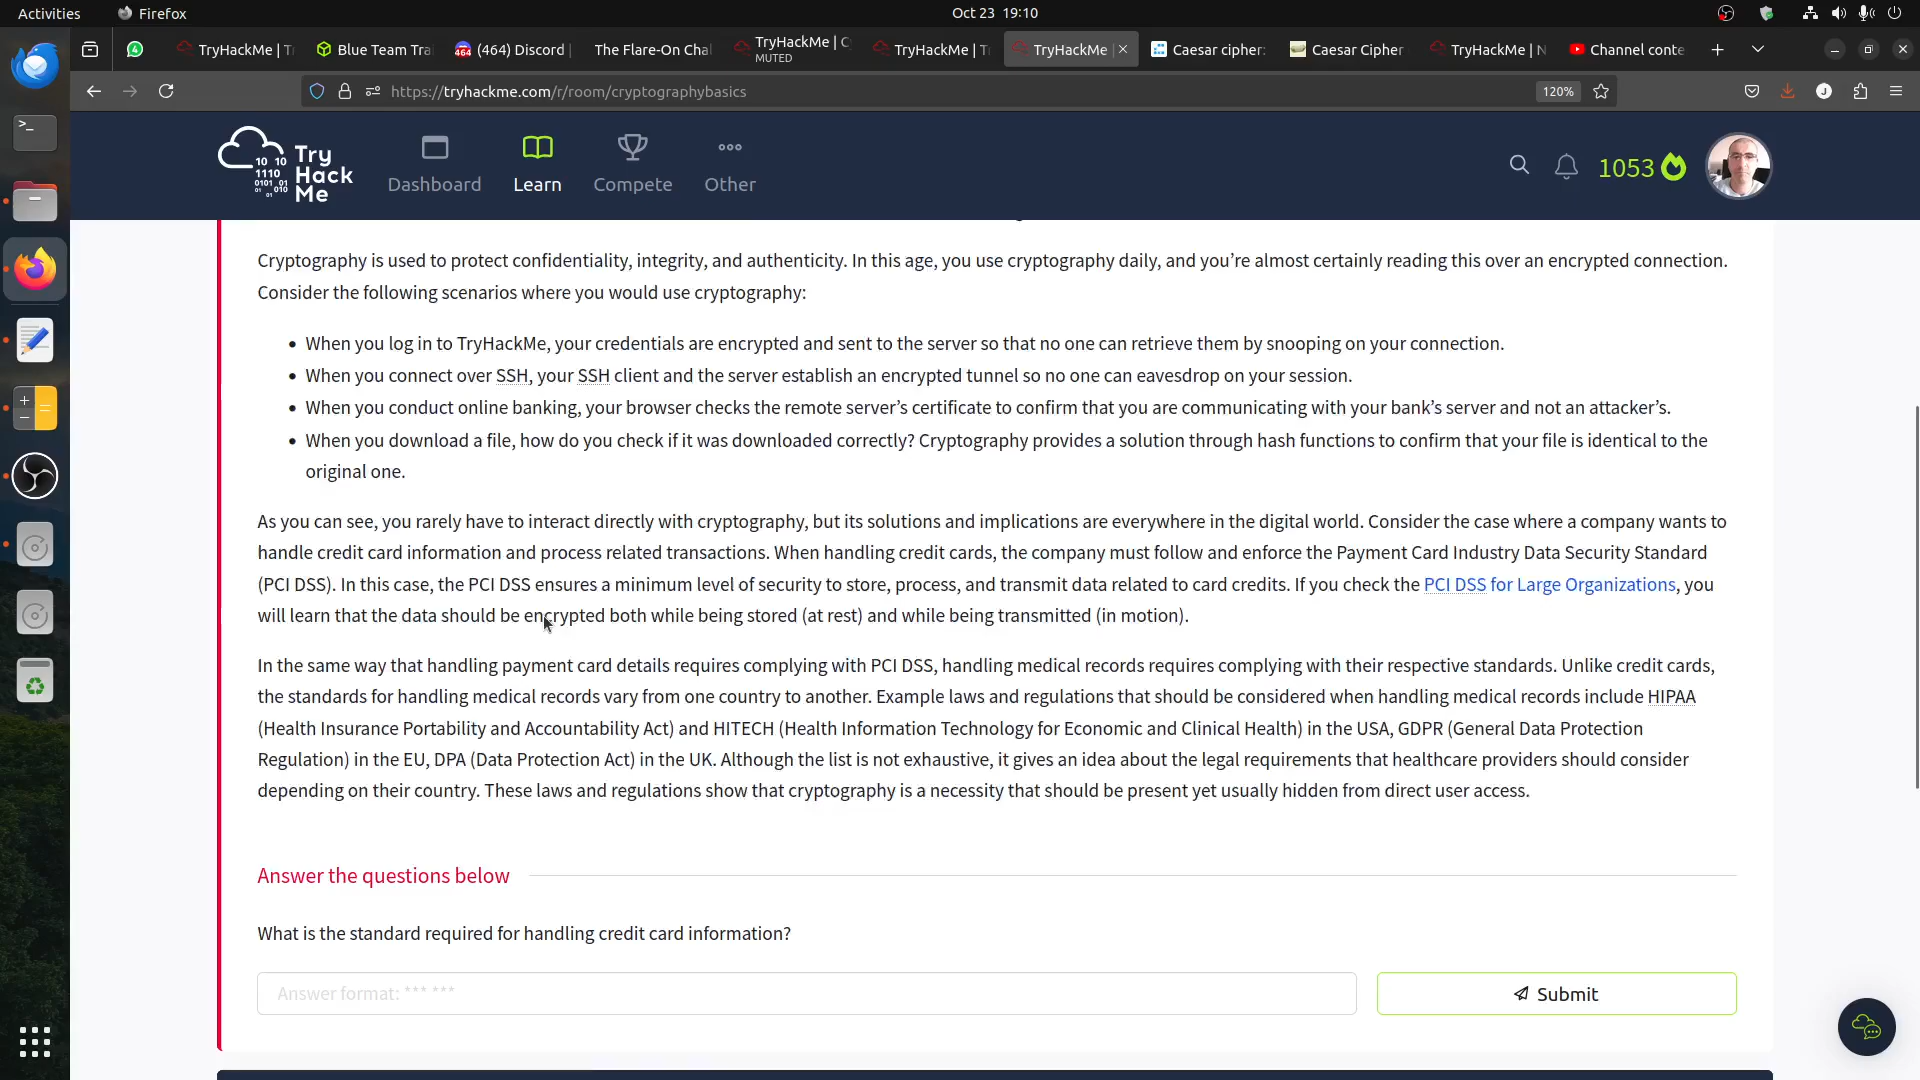 Activities
Firefox
Oct 23 19:10
TryHackMe | Tr
Blue Team Tra
(464) Discord |
The Flare-On Chal
TryHackMe | C
MUTED
TryHackMe | T
TryHackMe |
Caesar cipher:
Caesar Cipher
TryHackMe | N
Channel conte
https://tryhackme.com/r/room/cryptographybasics
120%
J
10 10
1110
0101 01
01 010
Try
Hack
Me
Dashboard
Learn
Compete
Other
1053
Cryptography is used to protect confidentiality, integrity, and authenticity. In this age, you use cryptography daily, and you’re almost certainly reading this over an encrypted connection.
Consider the following scenarios where you would use cryptography:
• When you log in to TryHackMe, your credentials are encrypted and sent to the server so that no one can retrieve them by snooping on your connection.
• When you connect over SSH, your SSH client and the server establish an encrypted tunnel so no one can eavesdrop on your session.
• When you conduct online banking, your browser checks the remote server’s certificate to confirm that you are communicating with your bank’s server and not an attacker’s.
• When you download a file, how do you check if it was downloaded correctly? Cryptography provides a solution through hash functions to confirm that your file is identical to the
original one.
As you can see, you rarely have to interact directly with cryptography, but its solutions and implications are everywhere in the digital world. Consider the case where a company wants to
handle credit card information and process related transactions. When handling credit cards, the company must follow and enforce the Payment Card Industry Data Security Standard
(PCI DSS). In this case, the PCI DSS ensures a minimum level of security to store, process, and transmit data related to card credits. If you check the PCI DSS for Large Organizations, you
will learn that the data should be encrypted both while being stored (at rest) and while being transmitted (in motion).
In the same way that handling payment card details requires complying with PCI DSS, handling medical records requires complying with their respective standards. Unlike credit cards,
the standards for handling medical records vary from one country to another. Example laws and regulations that should be considered when handling medical records include HIPAA
(Health Insurance Portability and Accountability Act) and HITECH (Health Information Technology for Economic and Clinical Health) in the USA, GDPR (General Data Protection
Regulation) in the EU, DPA (Data Protection Act) in the UK. Although the list is not exhaustive, it gives an idea about the legal requirements that healthcare providers should consider
depending on their country. These laws and regulations show that cryptography is a necessity that should be present yet usually hidden from direct user access.
Answer the questions below
What is the standard required for handling credit card information?
Answer format: *** ***
Submit